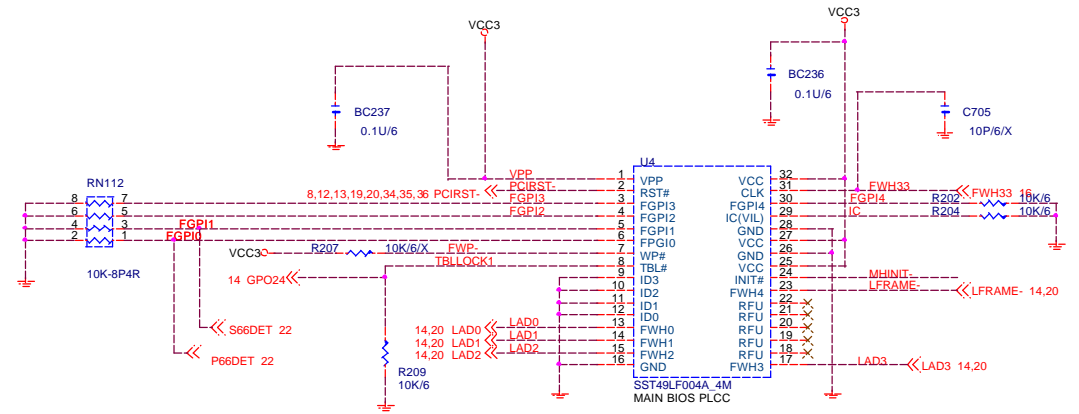 VCC3
VCC3
BC237
0.1U/6
BC236
0.1U/6
C705
10P/6/X
U4
RN112
8 7
6 5
4 3
2 1
10K-8P4R
8,12,13,19,20,34,35,36 PCIRST-
VPP
PCIRST-
FGPI3
FGPI2
FGPI1
FGPI0
VCC3
R207
10K/6/X
FWP-
TBLLOCK1
14 GPO24
S66DET 22
P66DET 22
R209
10K/6
14,20 LAD0
14,20 LAD1
14,20 LAD2
LAD0
LAD1
LAD2
1 VPP
2 RST#
3 FGPI3
4 FGPI2
5 FGPI1
6 FPGI0
7 WP#
8 TBL#
9 ID3
10 ID2
11 ID1
12 ID0
13 FWH0
14 FWH1
15 FWH2
16 GND
VCC 32
CLK 31
FGPI4 30
IC(VIL) 29
GND 28
VCC 27
GND 26
VCC 25
INIT# 24
FWH4 23
RFU 22
RFU 21
RFU 20
RFU 19
RFU 18
FWH3 17
FWH33
FWH33 16
FGPI4
R202
10K/6
IC
R204
10K/6
MHINIT-
LFRAME-
LFRAME- 14,20
LAD3
LAD3 14,20
SST49LF004A_4M
MAIN BIOS PLCC